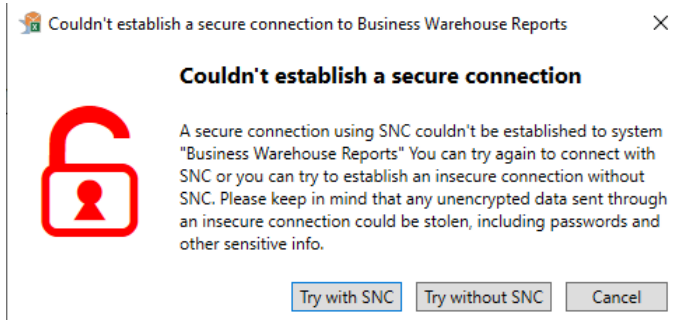 Couldn't establish a secure connection to Business Warehouse Reports
Couldn't establish a secure connection
A secure connection using SNC couldn't be established to system
"Business Warehouse Reports" You can try again to connect with
SNC or you can try to establish an insecure connection without
SNC. Please keep in mind that any unencrypted data sent through
an insecure connection could be stolen, including passwords and
other sensitive info.
Try with SNC Try without SNC Cancel